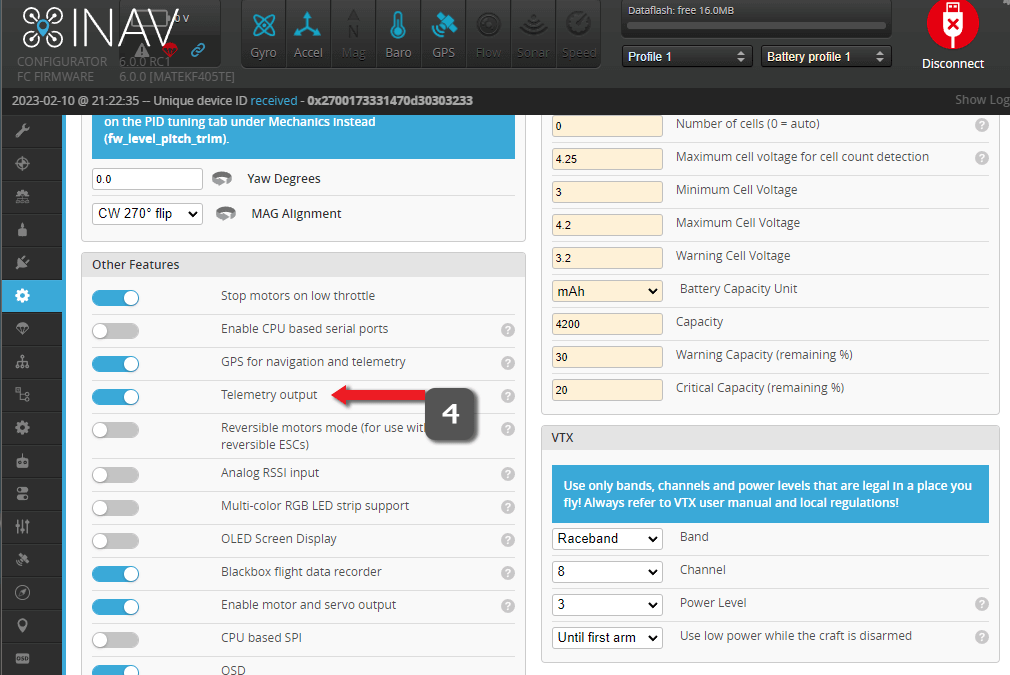 INAV
0 V
CONFIGURATOR 6.0.0 RC1
FC FIRMWARE 6.0.0 [MATEKF405TE]
Gyro
Accel
Mag
Baro
GPS
Flow
Sonar
Speed
Dataflash: free 16.0MB
Profile 1
Battery profile 1
Disconnect
2023-02-10 @ 21:22:35 -- Unique device ID received - 0x2700173331470d30303233
Show Log
on the PID tuning tab under Mechanics instead
(fw_level_pitch_trim).
0.0 Yaw Degrees
CW 270° flip MAG Alignment
Other Features
Stop motors on low throttle
Enable CPU based serial ports
GPS for navigation and telemetry
Telemetry output
4
Reversible motors mode (for use with
reversible ESCs)
Analog RSSI input
Multi-color RGB LED strip support
OLED Screen Display
Blackbox flight data recorder
Enable motor and servo output
CPU based SPI
OSD
0 Number of cells (0 = auto)
4.25 Maximum cell voltage for cell count detection
3 Minimum Cell Voltage
4.2 Maximum Cell Voltage
3.2 Warning Cell Voltage
mAh Battery Capacity Unit
4200 Capacity
30 Warning Capacity (remaining %)
20 Critical Capacity (remaining %)
VTX
Use only bands, channels and power levels that are legal in a place you
fly! Always refer to VTX user manual and local regulations!
Raceband Band
8 Channel
3 Power Level
Until first arm Use low power while the craft is disarmed